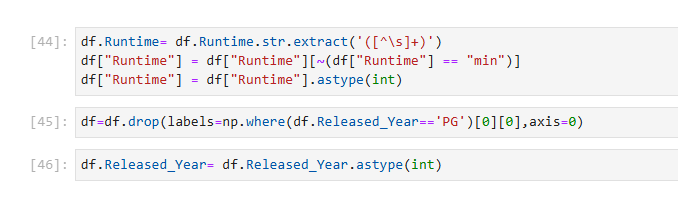 [44]: df.Runtime= df.Runtime.str.extract('([^\s]+)')
df["Runtime"] = df["Runtime"][~(df["Runtime"] == "min")]
df["Runtime"] = df["Runtime"].astype(int)
[45]: df=df.drop(labels=np.where(df.Released_Year=='PG')[0][0],axis=0)
[46]: df.Released_Year= df.Released_Year.astype(int)